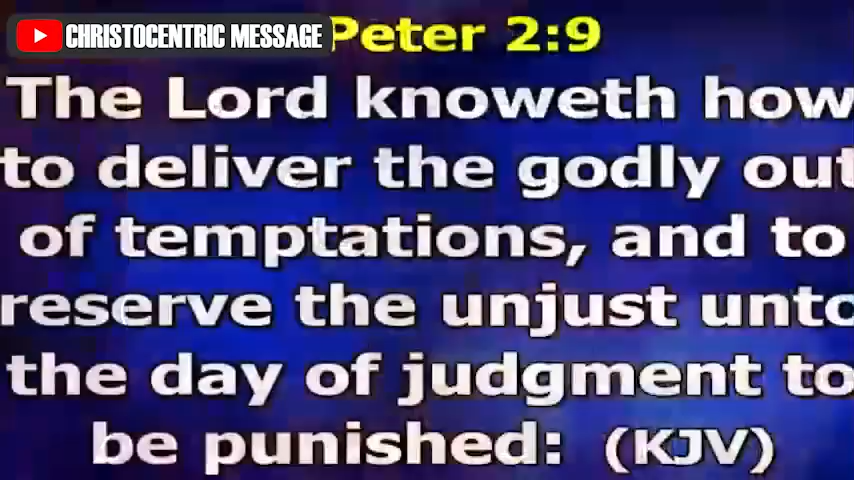 CHRISTOCENTRIC MESSAGE
Peter 2:9
The Lord knoweth how
to deliver the godly out
of temptations, and to
reserve the unjust unto
the day of judgment to
be punished: (KJV)